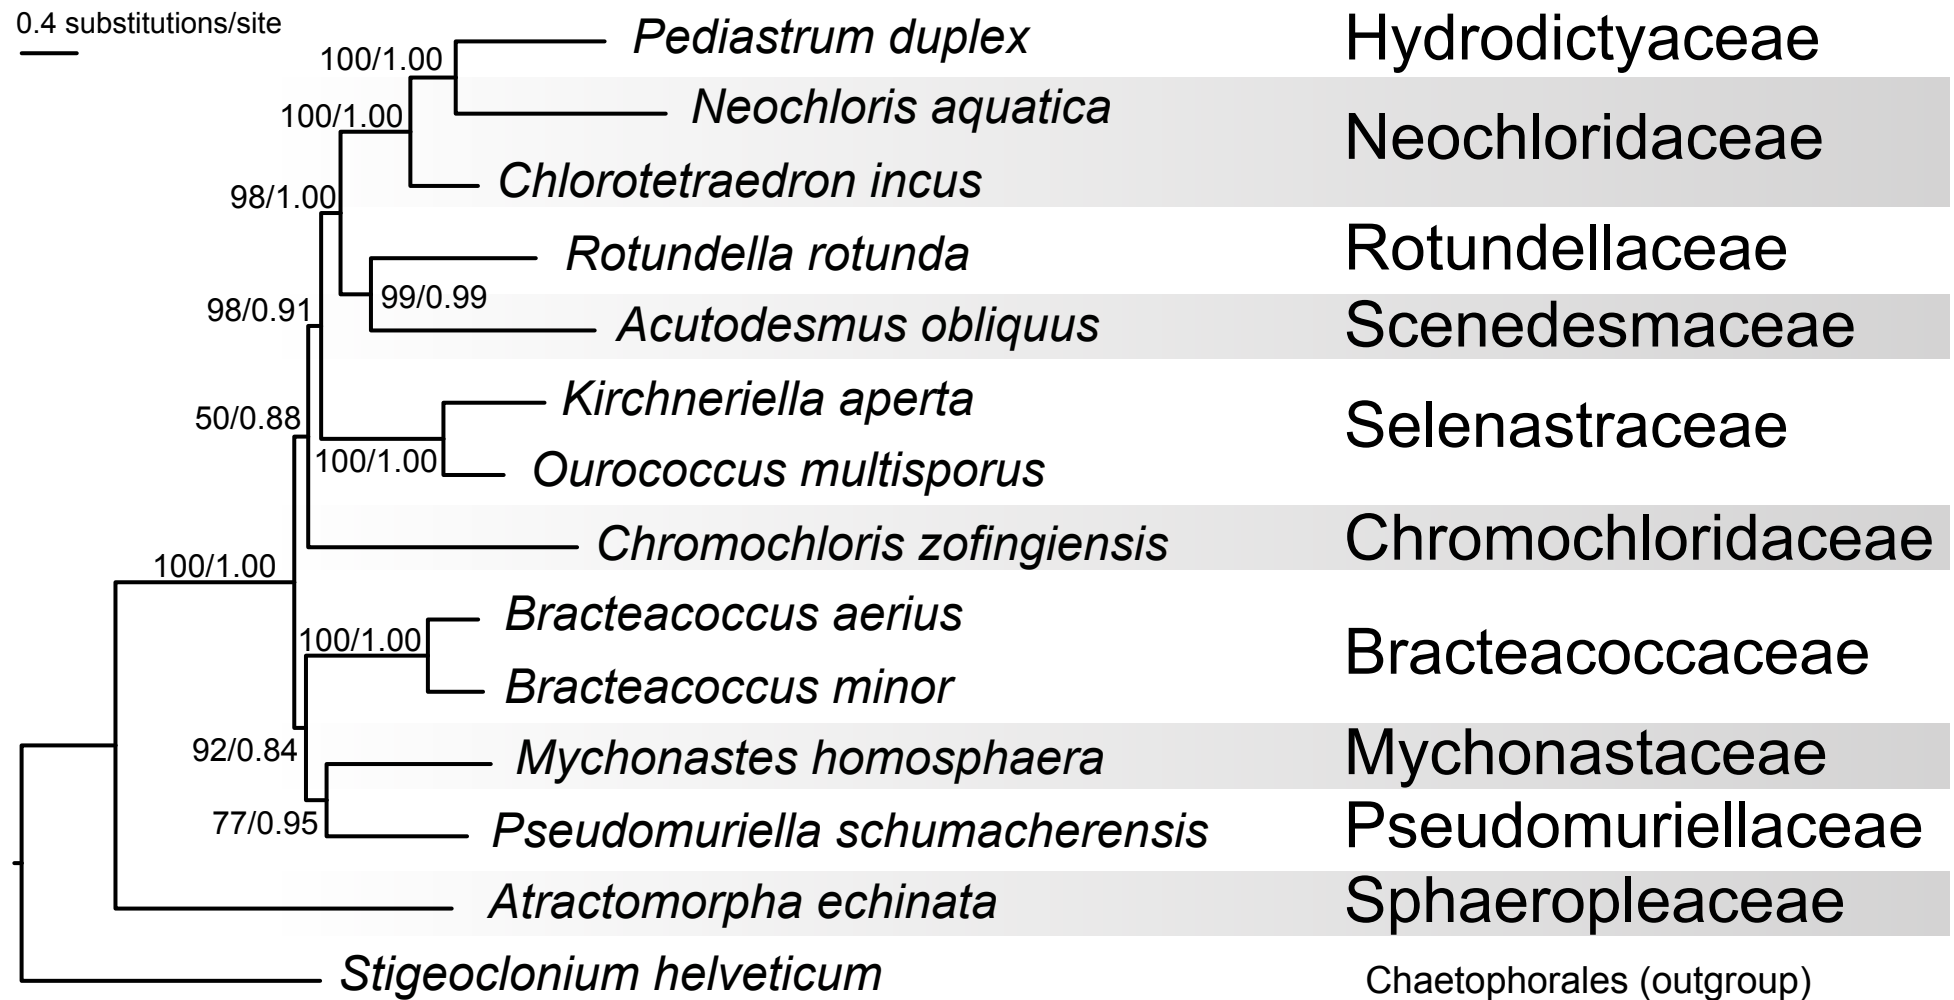 0.4 substitutions/site
Pediastrum duplex
Hydrodictyaceae
100/1.00
Neochloris aquatica
100/1.00
Neochloridaceae
Chlorotetraedron incus
98/1.00
Rotundella rotunda
Rotundellaceae
99/0.99
98/0.91
Acutodesmus obliquus
Scenedesmaceae
Kirchneriella aperta
50/0.88
Selenastraceae
100/1.00
Ourococcus multisporus
Chromochloris zofingiensis
Chromochloridaceae
100/1.00
Bracteacoccus aerius
100/1.00
Bracteacoccaceae
Bracteacoccus minor
92/0.84
Mychonastes homosphaera
Mychonastaceae
77/0.95
Pseudomuriella schumacherensis
Pseudomuriellaceae
Atractomorpha echinata
Sphaeropleaceae
Stigeoclonium helveticum
Chaetophorales (outgroup)